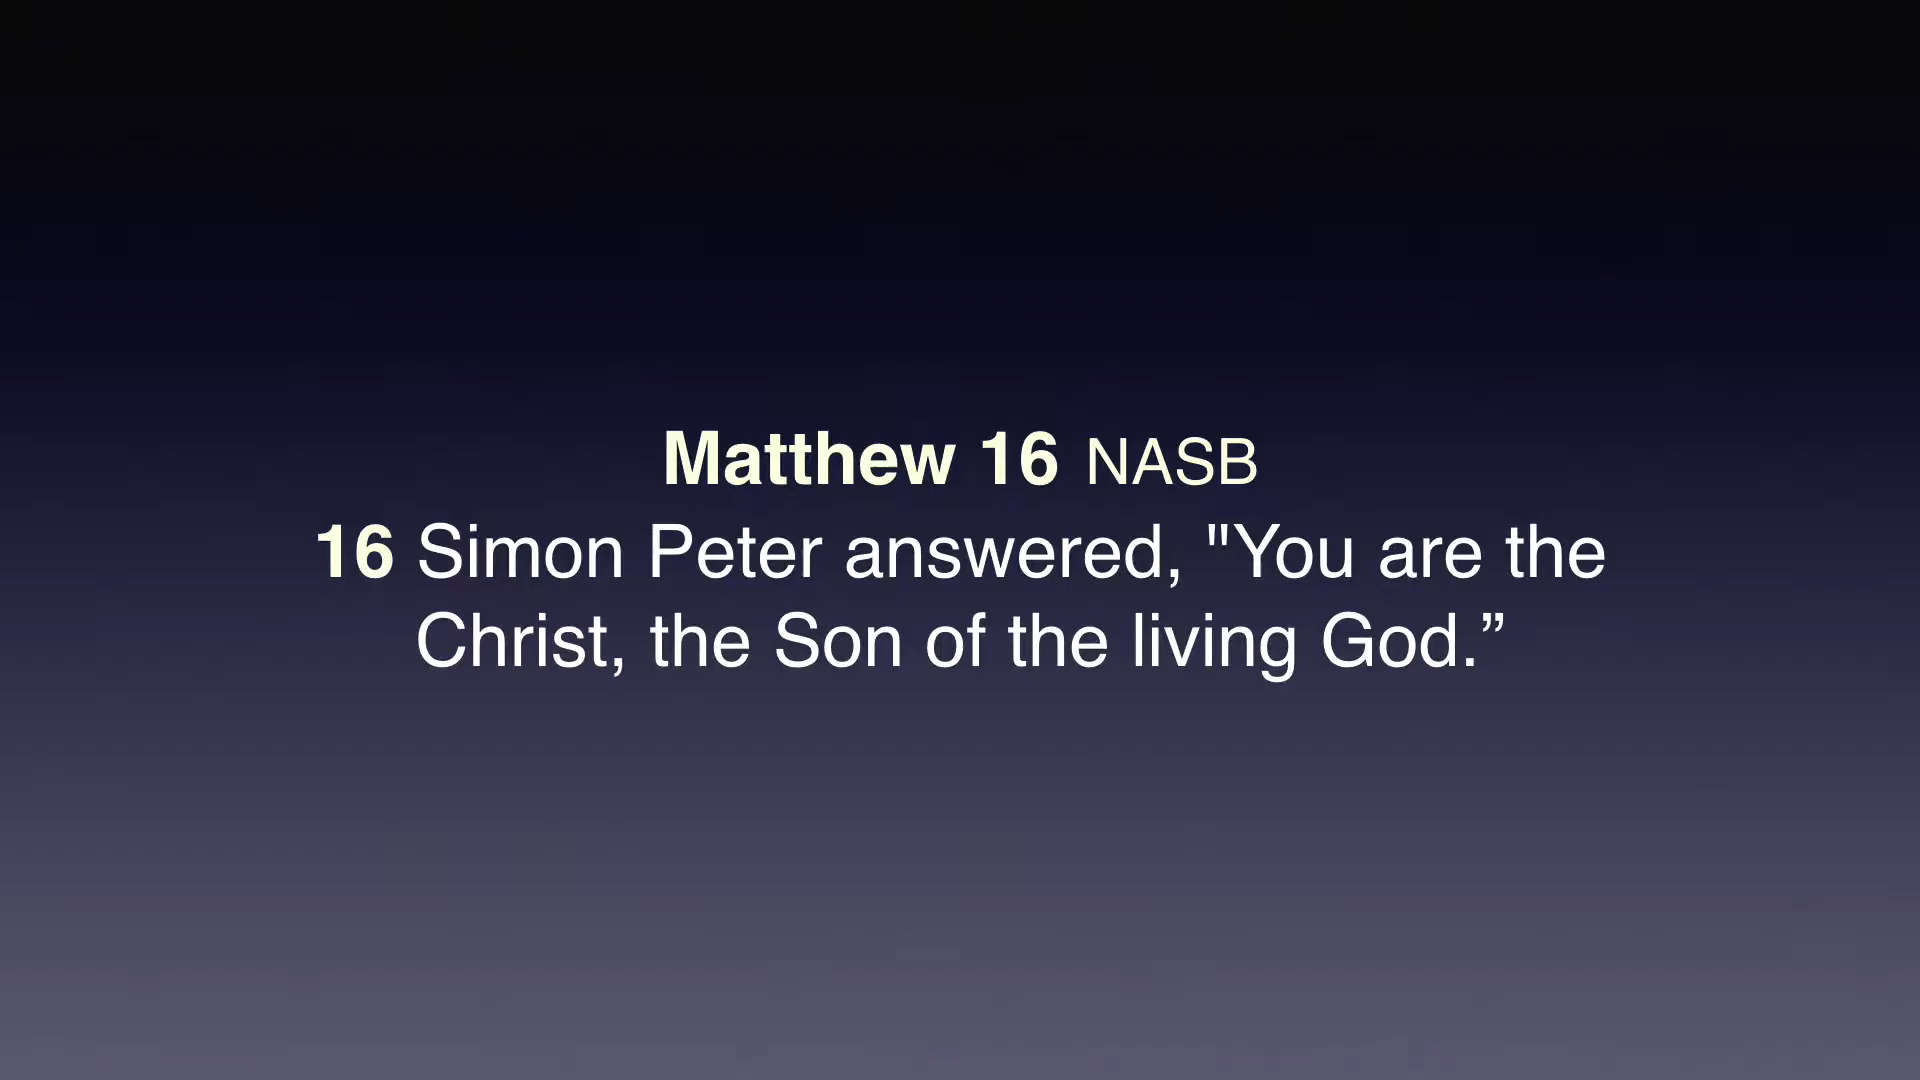 Matthew 16 NASB
16 Simon Peter answered, "You are the
Christ, the Son of the living God.”